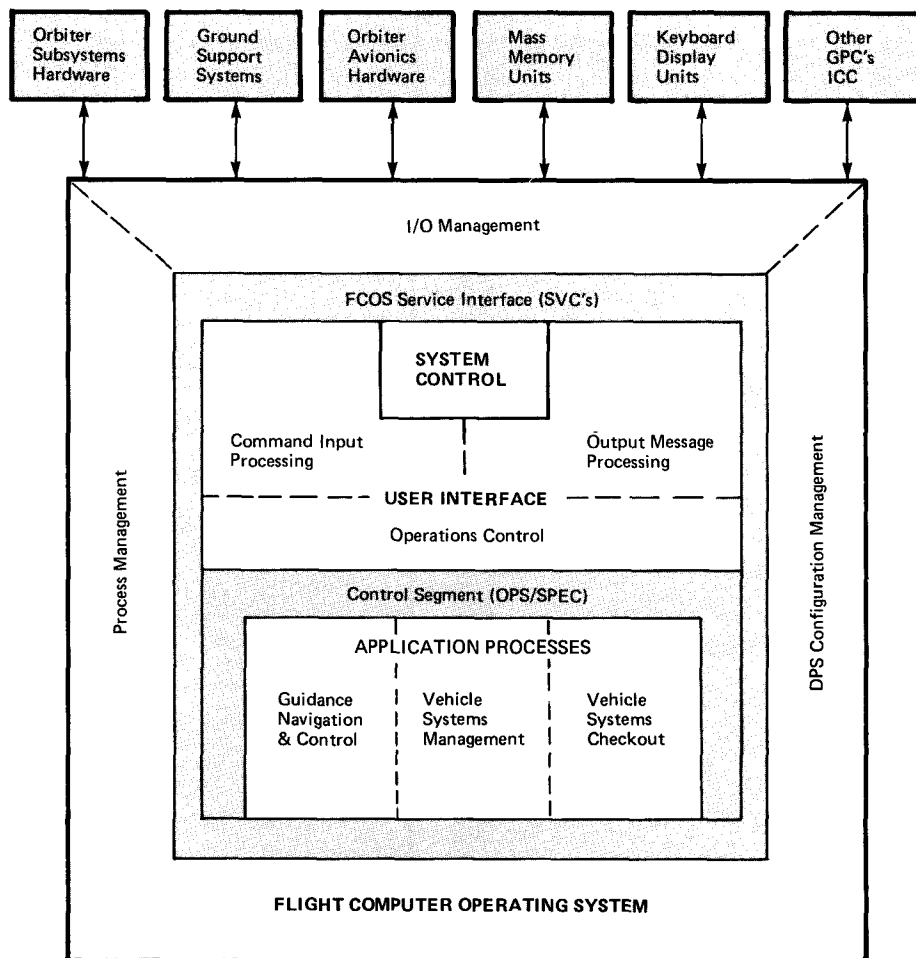 Orbiter
Subsystems
Hardware
Ground
Support
Systems
Orbiter
Avionics
Hardware
Mass
Memory
Units
Keyboard
Display
Units
Other
GPC's
ICC
I/O Management
FCOS Service Interface (SVC's)
SYSTEM
CONTROL
Command Input
Processing
Output Message
Processing
USER INTERFACE
Operations Control
Process Management
DPS Configuration Management
Control Segment (OPS/SPEC)
APPLICATION PROCESSES
Guidance
Navigation
& Control
Vehicle
Systems
Management
Vehicle
Systems
Checkout
FLIGHT COMPUTER OPERATING SYSTEM